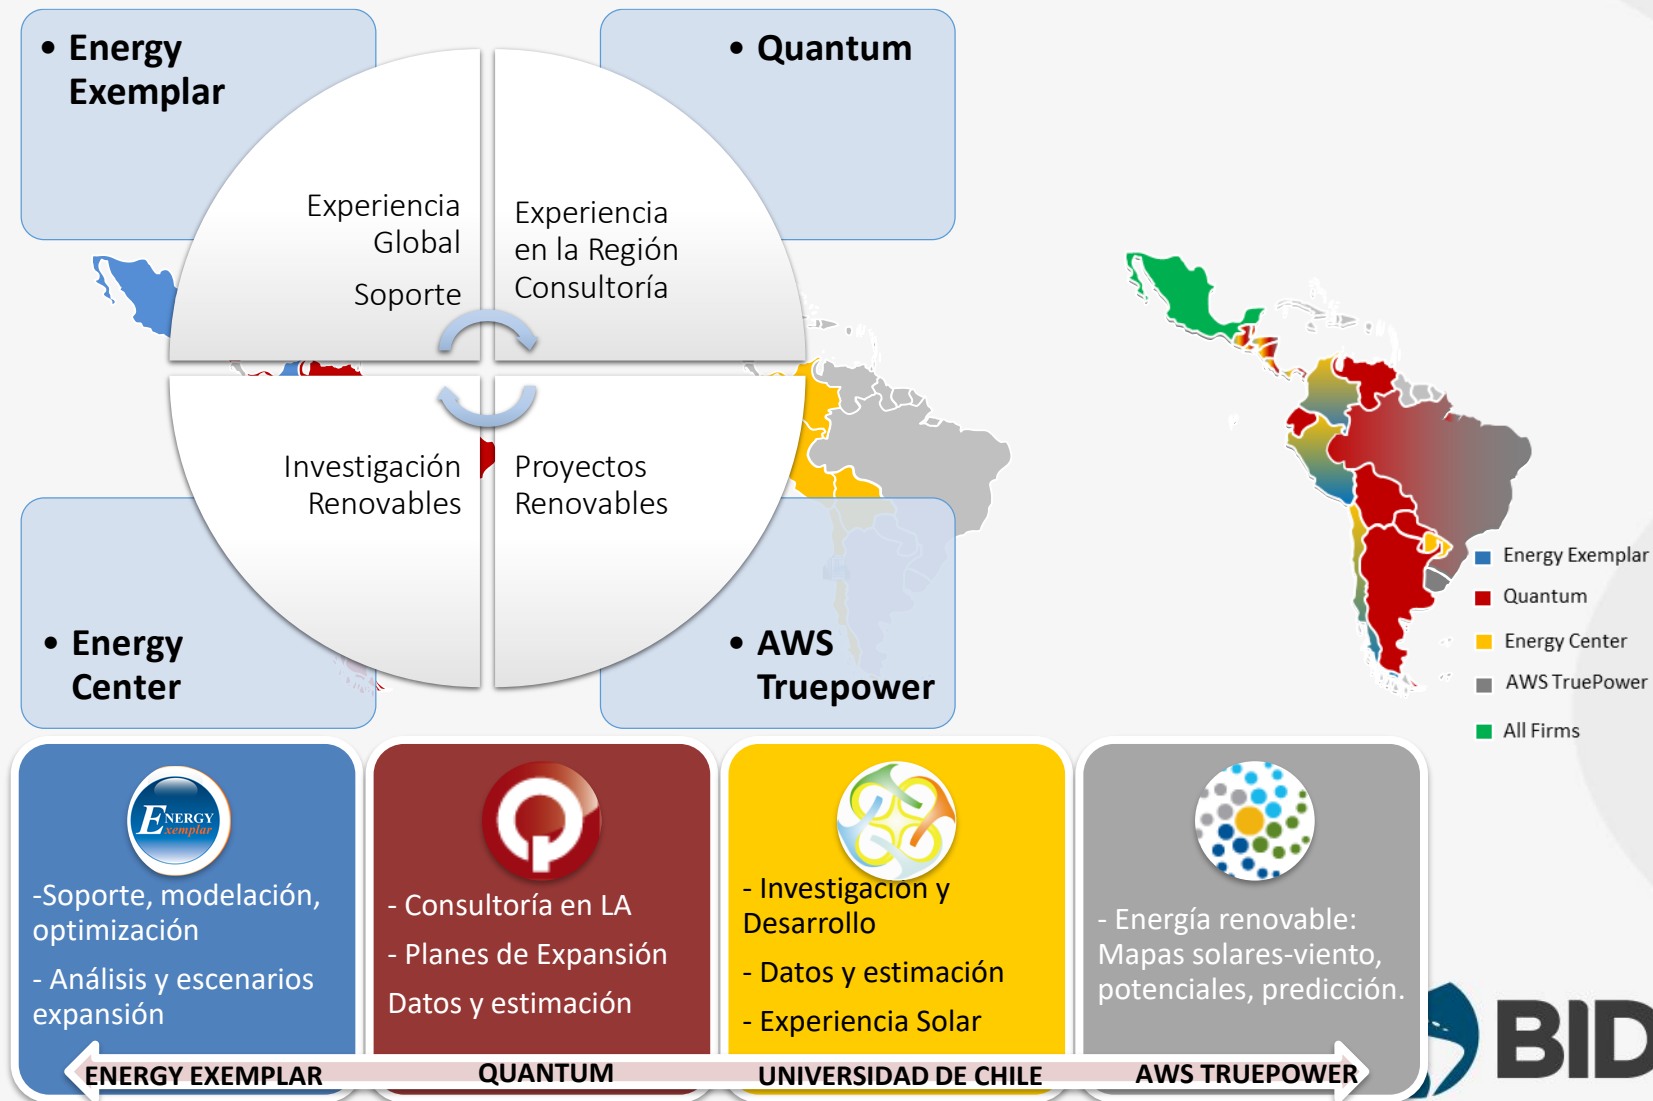 • Energy
Exemplar
• Quantum
Experiencia
Global
Soporte
Experiencia
en la Región
Consultoría
Investigación
Renovables
Proyectos
Renovables
• Energy
Center
• AWS
Truepower
Energy Exemplar
Quantum
Energy Center
AWS TruePower
All Firms
ENERGY
Exemplar
-Soporte, modelación,
optimización
- Análisis y escenarios
expansión
ENERGY EXEMPLAR
- Consultoría en LA
- Planes de Expansión
Datos y estimación
QUANTUM
- Investigación y
Desarrollo
- Datos y estimación
- Experiencia Solar
UNIVERSIDAD DE CHILE
- Energía renovable:
Mapas solares-viento,
potenciales, predicción.
AWS TRUEPOWER
BID